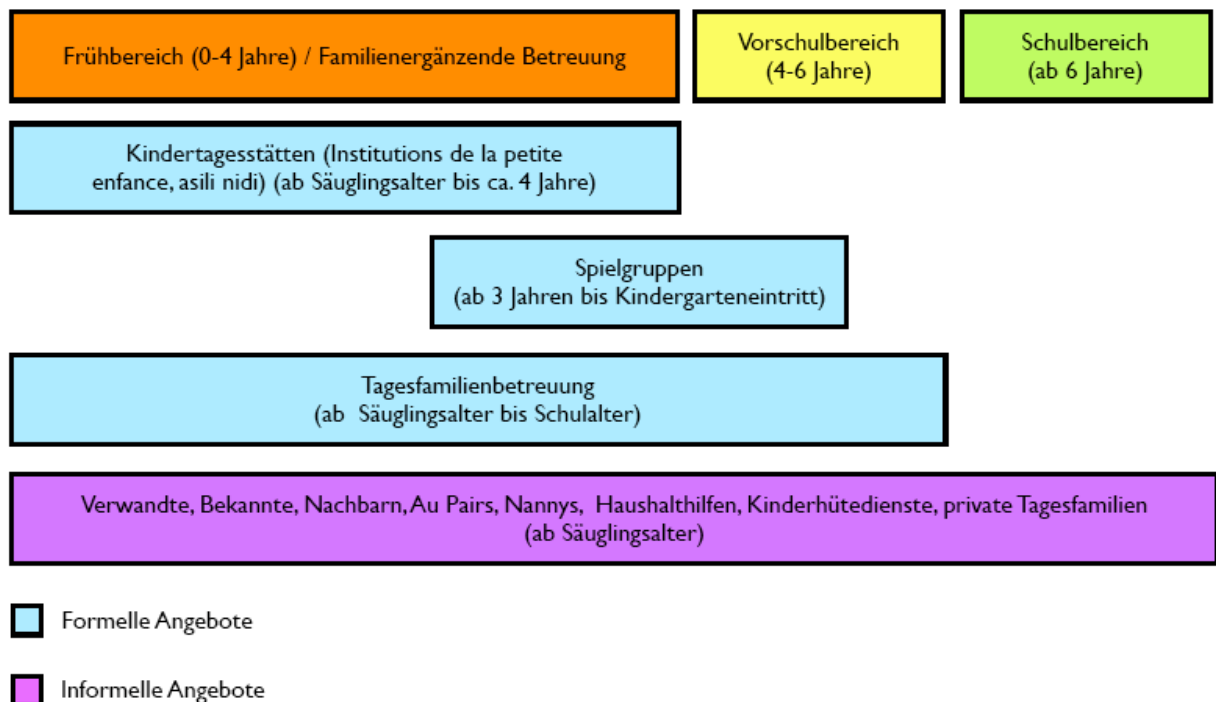 Frühbereich (0-4 Jahre) / Familienergänzende Betreuung
Vorschulbereich
(4-6 Jahre)
Schulbereich
(ab 6 Jahre)
Kindertagesstätten (Institutions de la petite
enfance, asili nidi) (ab Säuglingsalter bis ca. 4 Jahre)
Spielgruppen
(ab 3 Jahren bis Kindergarteneintritt)
Tagesfamilienbetreuung
(ab Säuglingsalter bis Schulalter)
Verwandte, Bekannte, Nachbarn, Au Pairs, Nannys, Haushalthilfen, Kinderhütedienste, private Tagesfamilien
(ab Säuglingsalter)
Formelle Angebote
Informelle Angebote